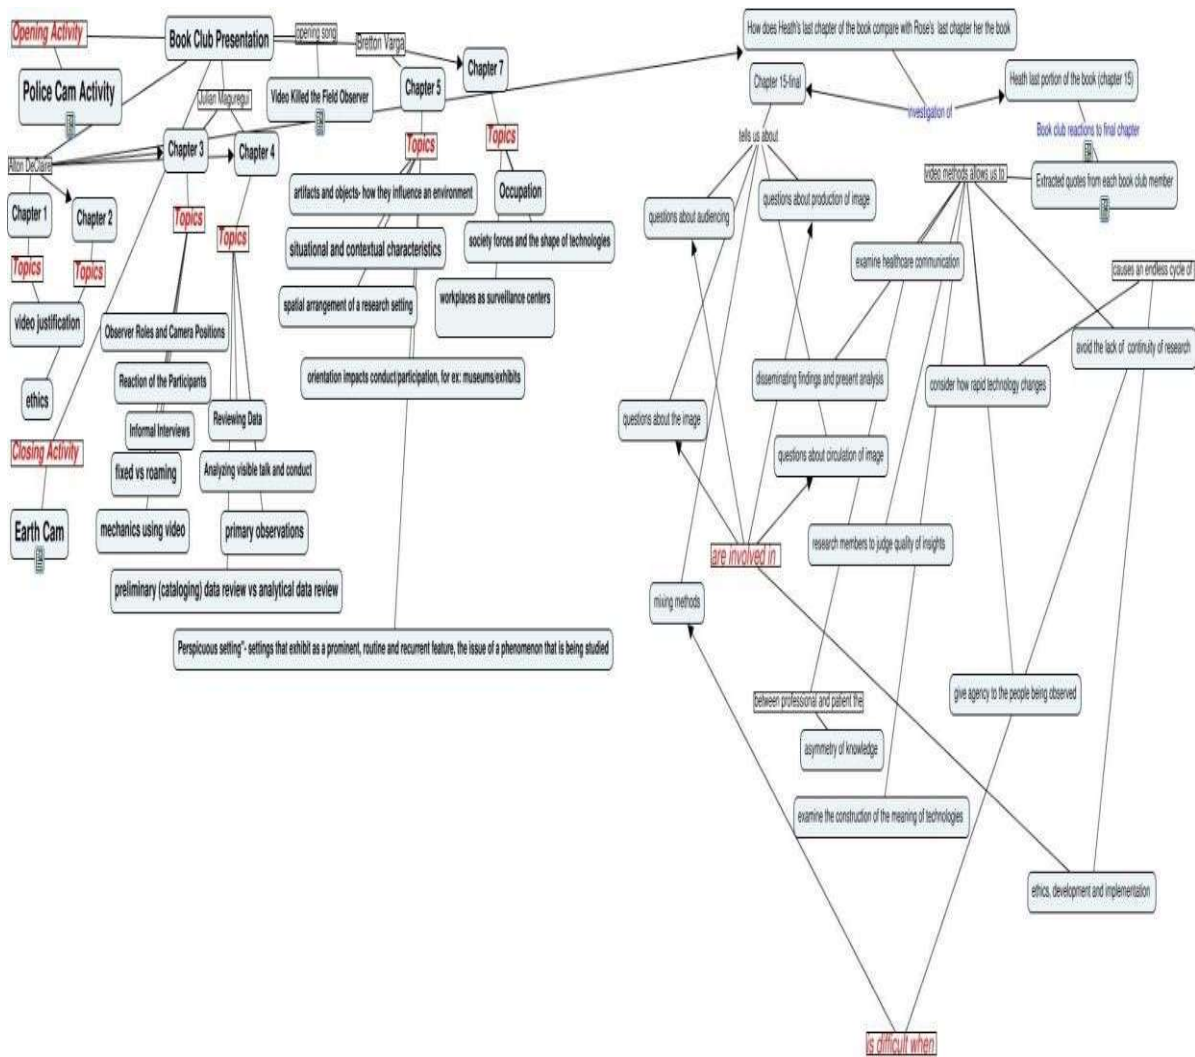 Opening Activity
Book Club Presentation
opening song
Bretton Varga
Police Cam Activity
Video Killed the Field Observer
Chapter 5
Chapter 7
Julian Maguregui
Alton DeClaire
Chapter 3
Chapter 4
Topics
Topics
Chapter 1
Chapter 2
Topics
Topics
Topics
Topics
artifacts and objects- how they influence an environment
Occupation
situational and contextual characteristics
society forces and the shape of technologies
spatial arrangement of a research setting
workplaces as surveillance centers
video justification
Observer Roles and Camera Positions
orientation impacts conduct/participation, for ex: museums/exhibits
ethics
Reaction of the Participants
Reviewing Data
Informal Interviews
Closing Activity
fixed vs roaming
Analyzing visible talk and conduct
Earth Cam
mechanics using video
primary observations
preliminary (cataloging) data review vs analytical data review
Perspicuous setting"- settings that exhibit as a prominent, routine and recurrent feature, the issue of a phenomenon that is being studied
How does Heath's last chapter of the book compare with Rose's last chapter her the book
Chapter 15-final
Heath last portion of the book (chapter 15)
investigation of
tells us about
Book club reactions to final chapter
video methods allows us to
Extracted quotes from each book club member
questions about audiencing
questions about production of image
examine healthcare communication
causes an endless cycle of
avoid the lack of continuity of research
disseminating findings and present analysis
consider how rapid technology changes
questions about the image
questions about circulation of image
research members to judge quality of insights
are involved in
mixing methods
give agency to the people being observed
between professional and patient the
asymmetry of knowledge
examine the construction of the meaning of technologies
ethics, development and implementation
is difficult when